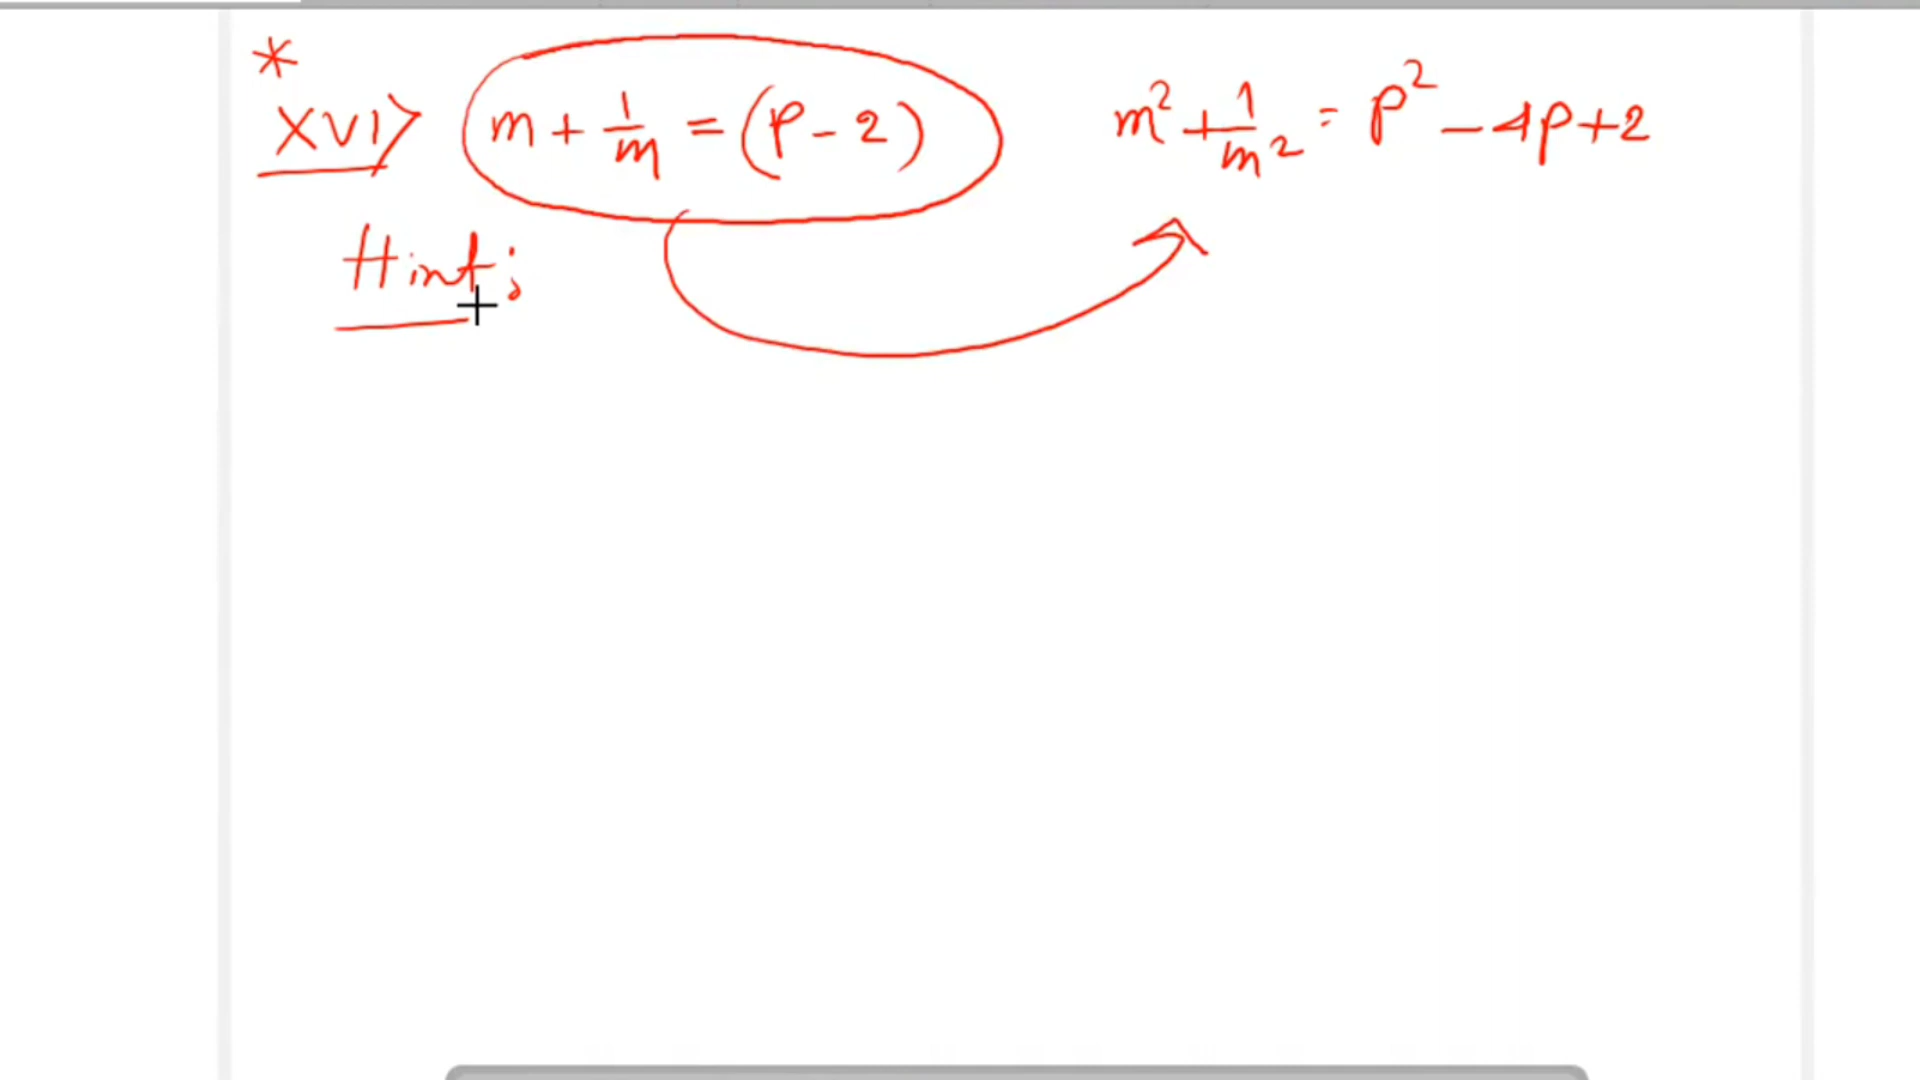 *
XVI> m + 1/m = (P - 2) m² + 1/m² = P² - 4P + 2
Hint;